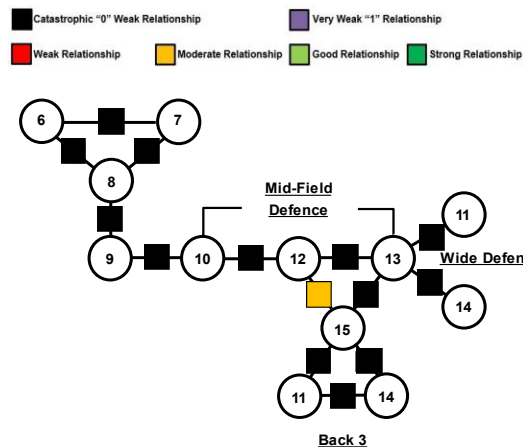 Catastrophic “0” Weak Relationship
Very Weak “1” Relationship
Weak Relationship
Moderate Relationship
Good Relationship
Strong Relationship
6
7
8
Mid-Field
Defence
11
9
10
12
13
Wide Defen
14
15
11
14
Back 3